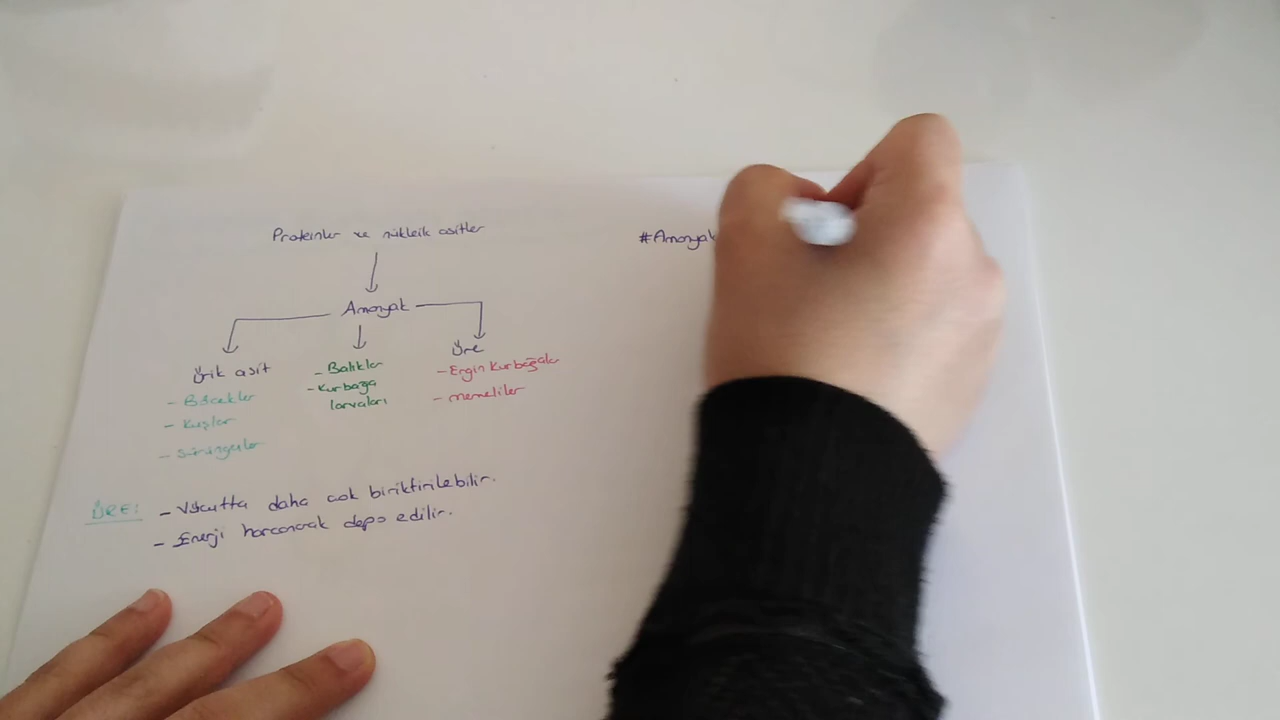 Proteinler ve nükleik asitler
Amonyak
Ürik asit
- Böcekler
- Kuşlar
- Sürüngenler
- Balıklar
- Kurbağa
larvaları
Üre
- Ergin Kurbağalar
- memeliler
ÜRE: - Vücutta daha çok biriktirilebilir.
- Enerji harcanarak depo edilir.
#Amonyak